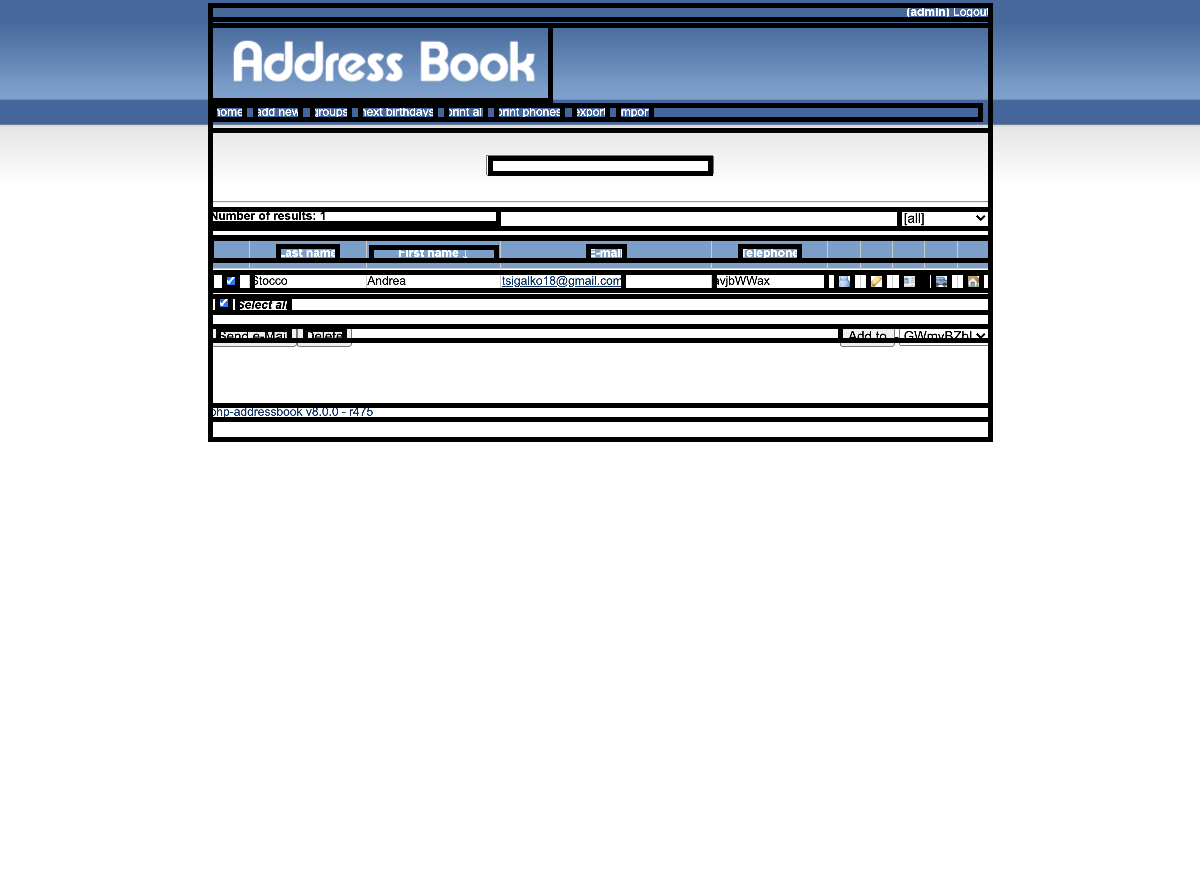 (admin) Logout
Address Book
home add new groups next birthdays print all print phones export import
Number of results: 1 [all]
Last name First name ↓ E-mail Telephone
Stocco Andrea tsigalko18@gmail.com avjbWWax
Select all
Send e-Mail Delete Add to
php-addressbook v8.0.0 - r475